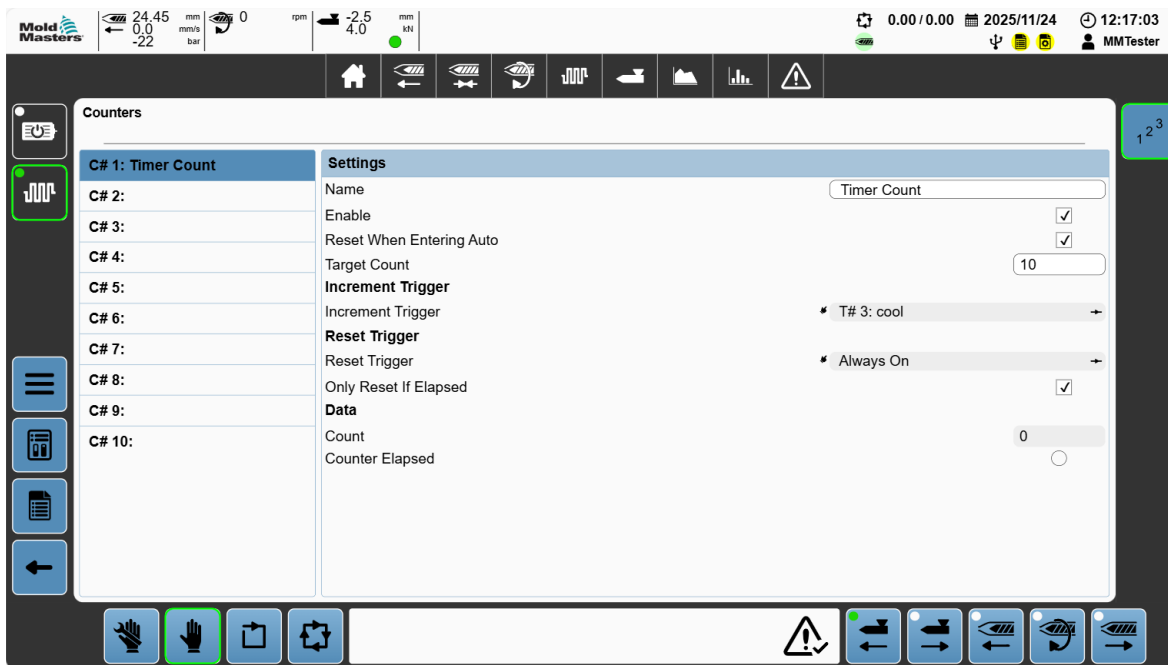 Mold
Masters
24.45 mm
0.0 mm/s
-22 bar
0 rpm
-2.5 mm
4.0 kN
0.00 / 0.00 2025/11/24 12:17:03
MMTester
Counters
1 2 3
C# 1: Timer Count
C# 2:
C# 3:
C# 4:
C# 5:
C# 6:
C# 7:
C# 8:
C# 9:
C# 10:
Settings
Name Timer Count
Enable
Reset When Entering Auto
Target Count 10
Increment Trigger
Increment Trigger T# 3: cool
Reset Trigger
Reset Trigger Always On
Only Reset If Elapsed
Data
Count 0
Counter Elapsed